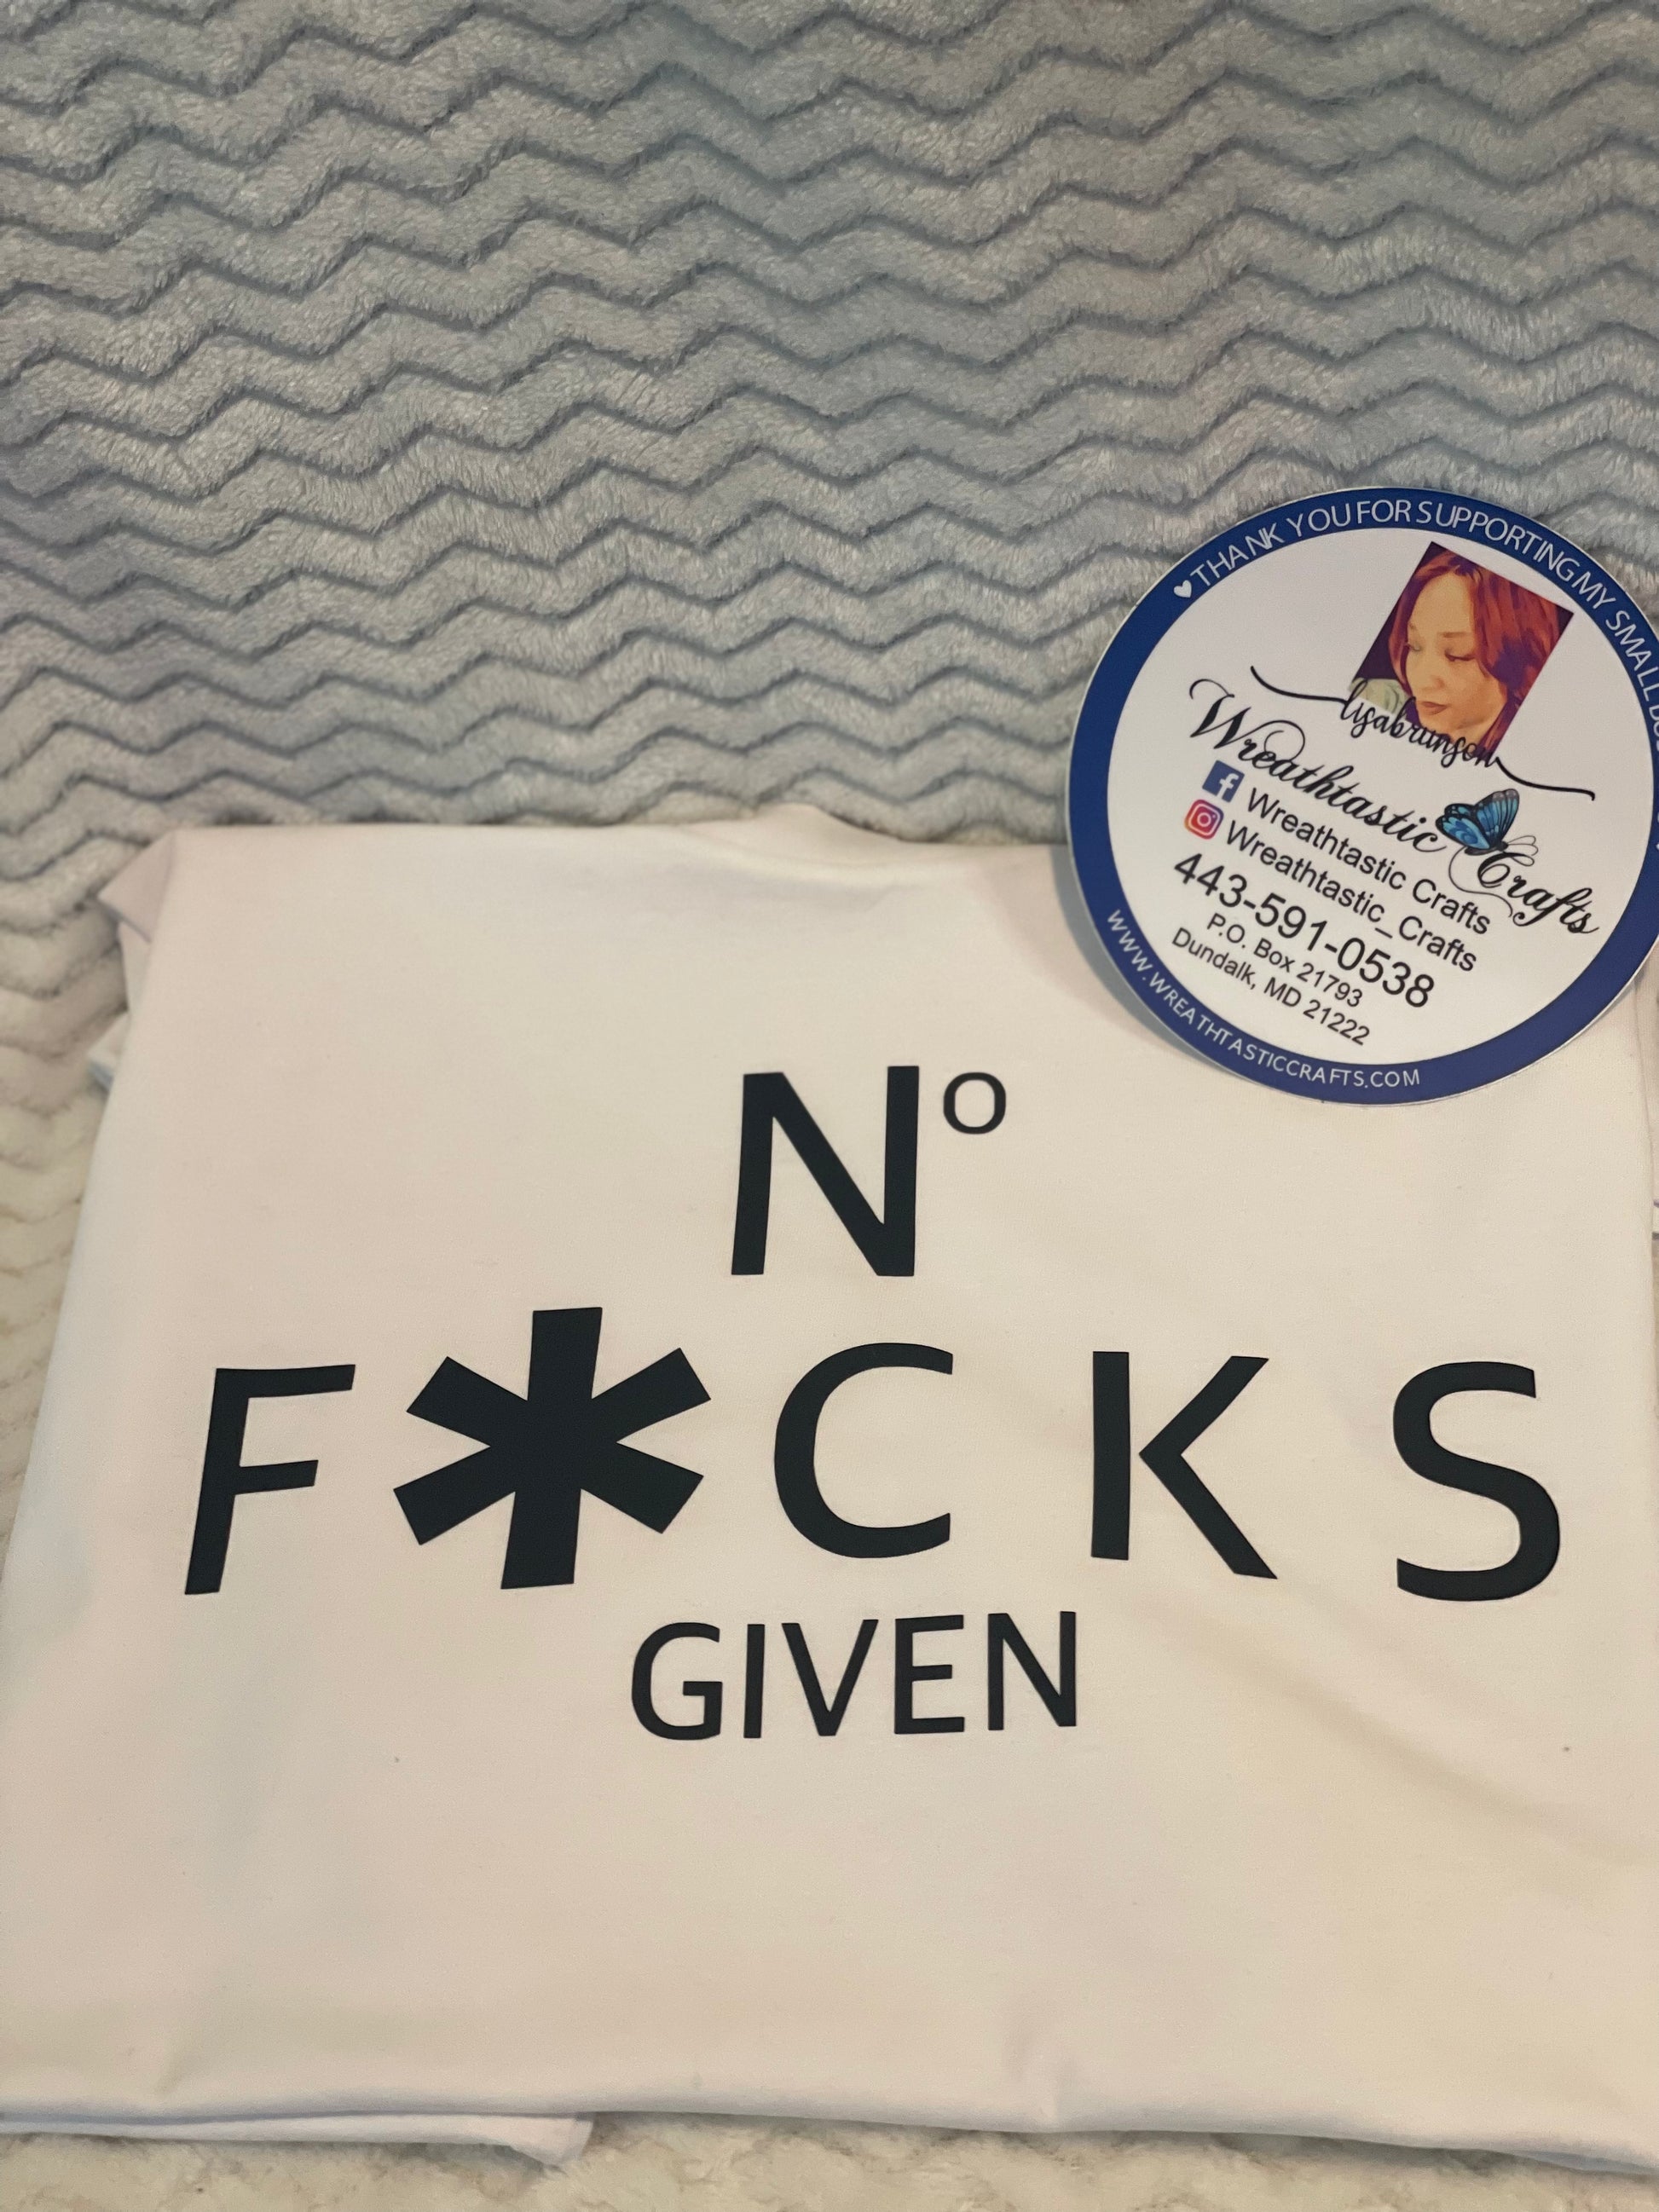 ♥ THANK YOU FOR SUPPORTING MY SMALL
lisabrunson
Wreathtastic Crafts
Wreathtastic Crafts
Wreathtastic_Crafts
443-591-0538
P.O. Box 21793
Dundalk, MD 21222
WWW.WREATHTASTICCRAFTS.COM
Nº
F*CKS
GIVEN